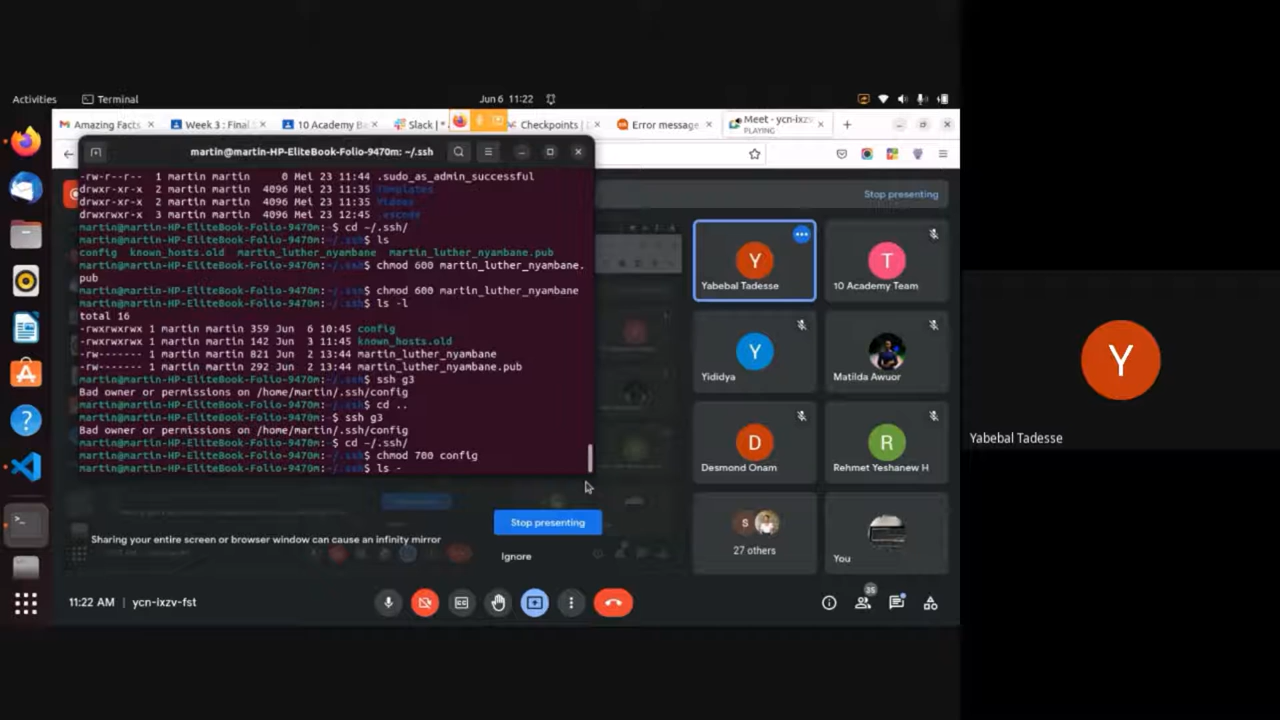 Activities
Terminal
Jun 6 11:22
Amazing Facts
Week 3 : Final
10 Academy B
Slack |
Checkpoints |
Error message
Meet - ycn-ixzv
PLAYING
martin@martin-HP-EliteBook-Folio-9470m: ~/.ssh
-rw-r--r-- 1 martin martin 0 Mei 23 11:44 .sudo_as_admin_successful
drwxr-xr-x 2 martin martin 4096 Mei 23 11:35 Templates
drwxr-xr-x 2 martin martin 4096 Mei 23 11:35 Videos
drwxrwxr-x 3 martin martin 4096 Mei 23 12:45 .vscode
martin@martin-HP-EliteBook-Folio-9470m:~$ cd ~/.ssh/
martin@martin-HP-EliteBook-Folio-9470m:~/.ssh$ ls
config known_hosts.old martin_luther_nyambane martin_luther_nyambane.pub
martin@martin-HP-EliteBook-Folio-9470m:~/.ssh$ chmod 600 martin_luther_nyambane.
pub
martin@martin-HP-EliteBook-Folio-9470m:~/.ssh$ chmod 600 martin_luther_nyambane
martin@martin-HP-EliteBook-Folio-9470m:~/.ssh$ ls -l
total 16
-rwxrwxrwx 1 martin martin 359 Jun 6 10:45 config
-rwxrwxrwx 1 martin martin 142 Jun 3 11:45 known_hosts.old
-rw------- 1 martin martin 821 Jun 2 13:44 martin_luther_nyambane
-rw------- 1 martin martin 292 Jun 2 13:44 martin_luther_nyambane.pub
martin@martin-HP-EliteBook-Folio-9470m:~/.ssh$ ssh g3
Bad owner or permissions on /home/martin/.ssh/config
martin@martin-HP-EliteBook-Folio-9470m:~/.ssh$ cd ..
martin@martin-HP-EliteBook-Folio-9470m:~$ ssh g3
Bad owner or permissions on /home/martin/.ssh/config
martin@martin-HP-EliteBook-Folio-9470m:~$ cd ~/.ssh/
martin@martin-HP-EliteBook-Folio-9470m:~/.ssh$ chmod 700 config
martin@martin-HP-EliteBook-Folio-9470m:~/.ssh$ ls -
Stop presenting
Y
Yabebal Tadesse
T
10 Academy Team
Y
Yididya
Matilda Awuor
D
Desmond Onam
R
Rehmet Yeshanew H
S
27 others
You
Stop presenting
Sharing your entire screen or browser window can cause an infinity mirror
Ignore
11:22 AM | ycn-ixzv-fst
35
Y
Yabebal Tadesse